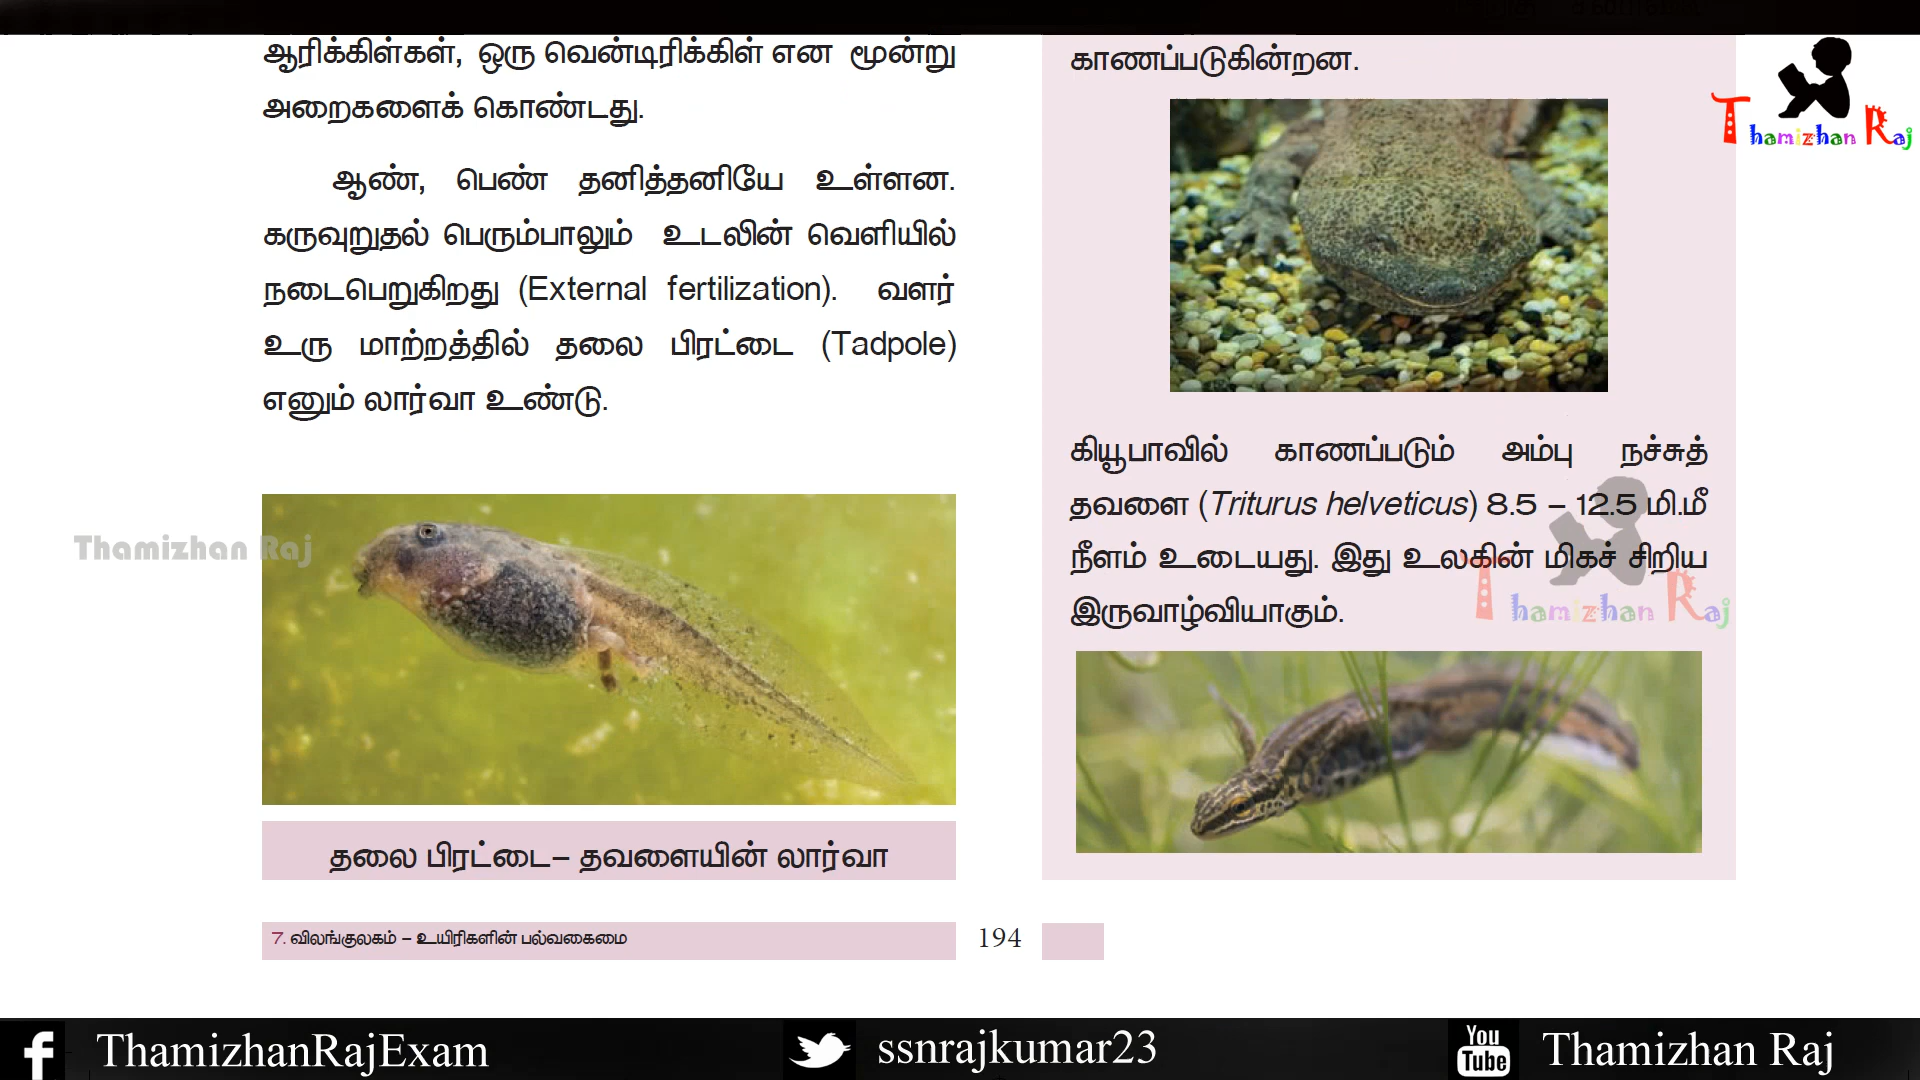 ஆரிக்கிள்கள், ஒரு வென்டிரிக்கிள் என மூன்று
அறைகளைக் கொண்டது.
ஆண், பெண் தனித்தனியே உள்ளன.
கருவுறுதல் பெரும்பாலும் உடலின் வெளியில்
நடைபெறுகிறது (External fertilization). வளர்
உரு மாற்றத்தில் தலை பிரட்டை (Tadpole)
எனும் லார்வா உண்டு.
தலை பிரட்டை– தவளையின் லார்வா
காணப்படுகின்றன.
கியூபாவில் காணப்படும் அம்பு நச்சுத்
தவளை (Triturus helveticus) 8.5 – 12.5 மி.மீ
நீளம் உடையது. இது உலகின் மிகச் சிறிய
இருவாழ்வியாகும்.
Thamizhan Raj
Thamizhan Raj
Thamizhan Raj
7. விலங்குலகம் – உயிரிகளின் பல்வகைமை
194
f ThamizhanRajExam
ssnrajkumar23
You Tube Thamizhan Raj